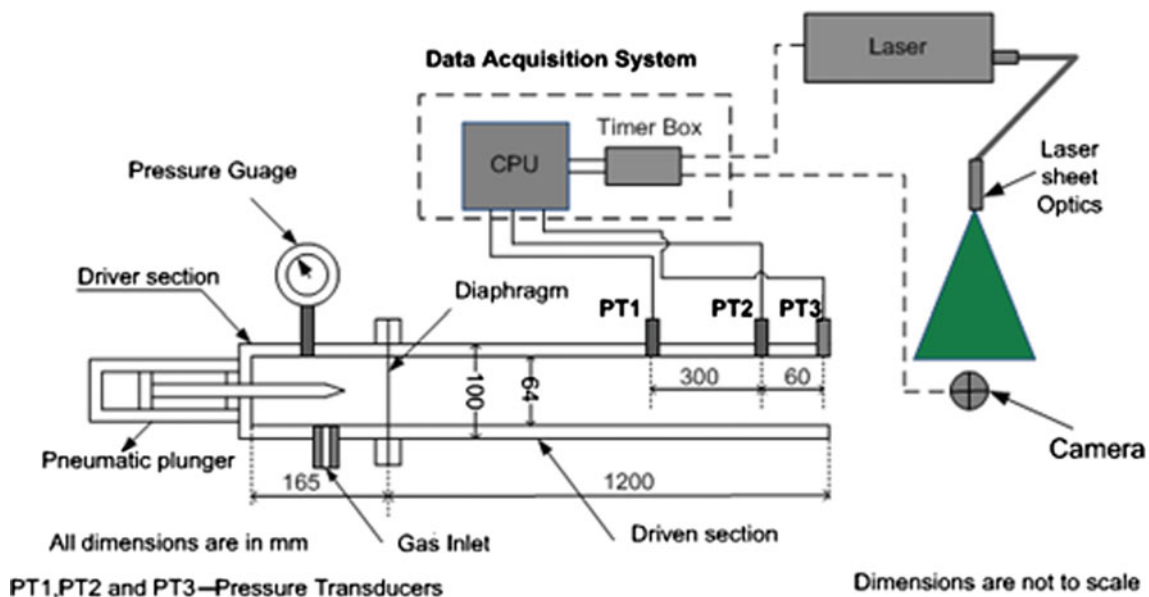 Laser
Data Acquisition System
Timer Box
CPU
Laser
sheet
Optics
Pressure Guage
Driver section
Diaphragm
PT1
PT2
PT3
300
60
100
64
Pneumatic plunger
Camera
165
1200
Driven section
All dimensions are in mm
Gas Inlet
PT1,PT2 and PT3—Pressure Transducers
Dimensions are not to scale